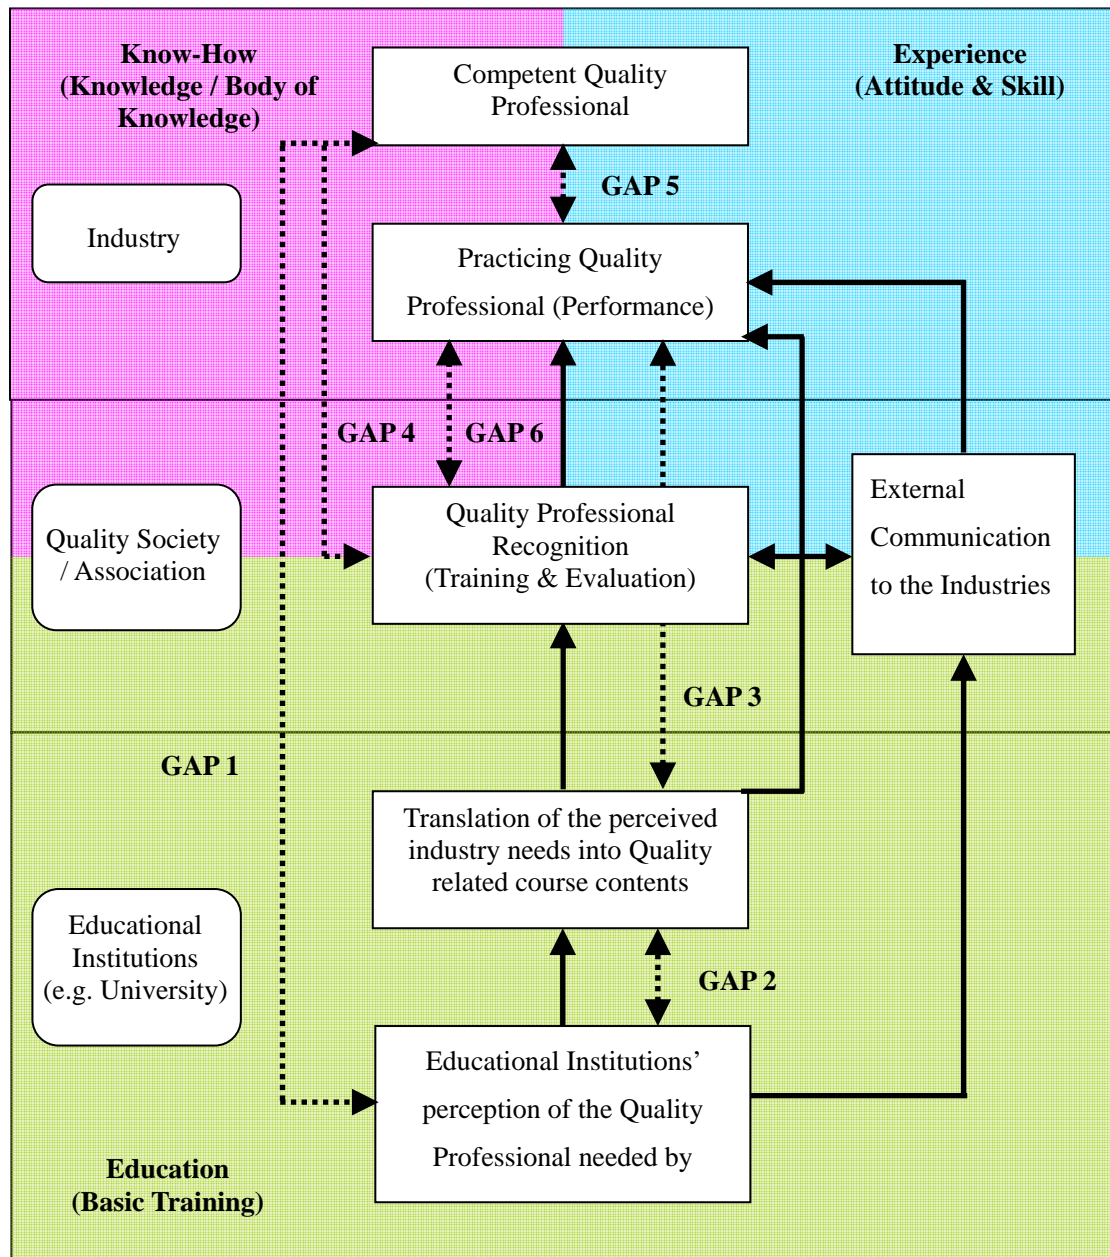 Know-How
(Knowledge / Body of
Knowledge)
Experience
(Attitude & Skill)
Competent Quality
Professional
GAP 5
Industry
Practicing Quality
Professional (Performance)
GAP 4
GAP 6
Quality Society
/ Association
Quality Professional
Recognition
(Training & Evaluation)
External
Communication
to the Industries
GAP 3
GAP 1
Translation of the perceived
industry needs into Quality
related course contents
Educational
Institutions
(e.g. University)
GAP 2
Educational Institutions’
perception of the Quality
Professional needed by
Education
(Basic Training)